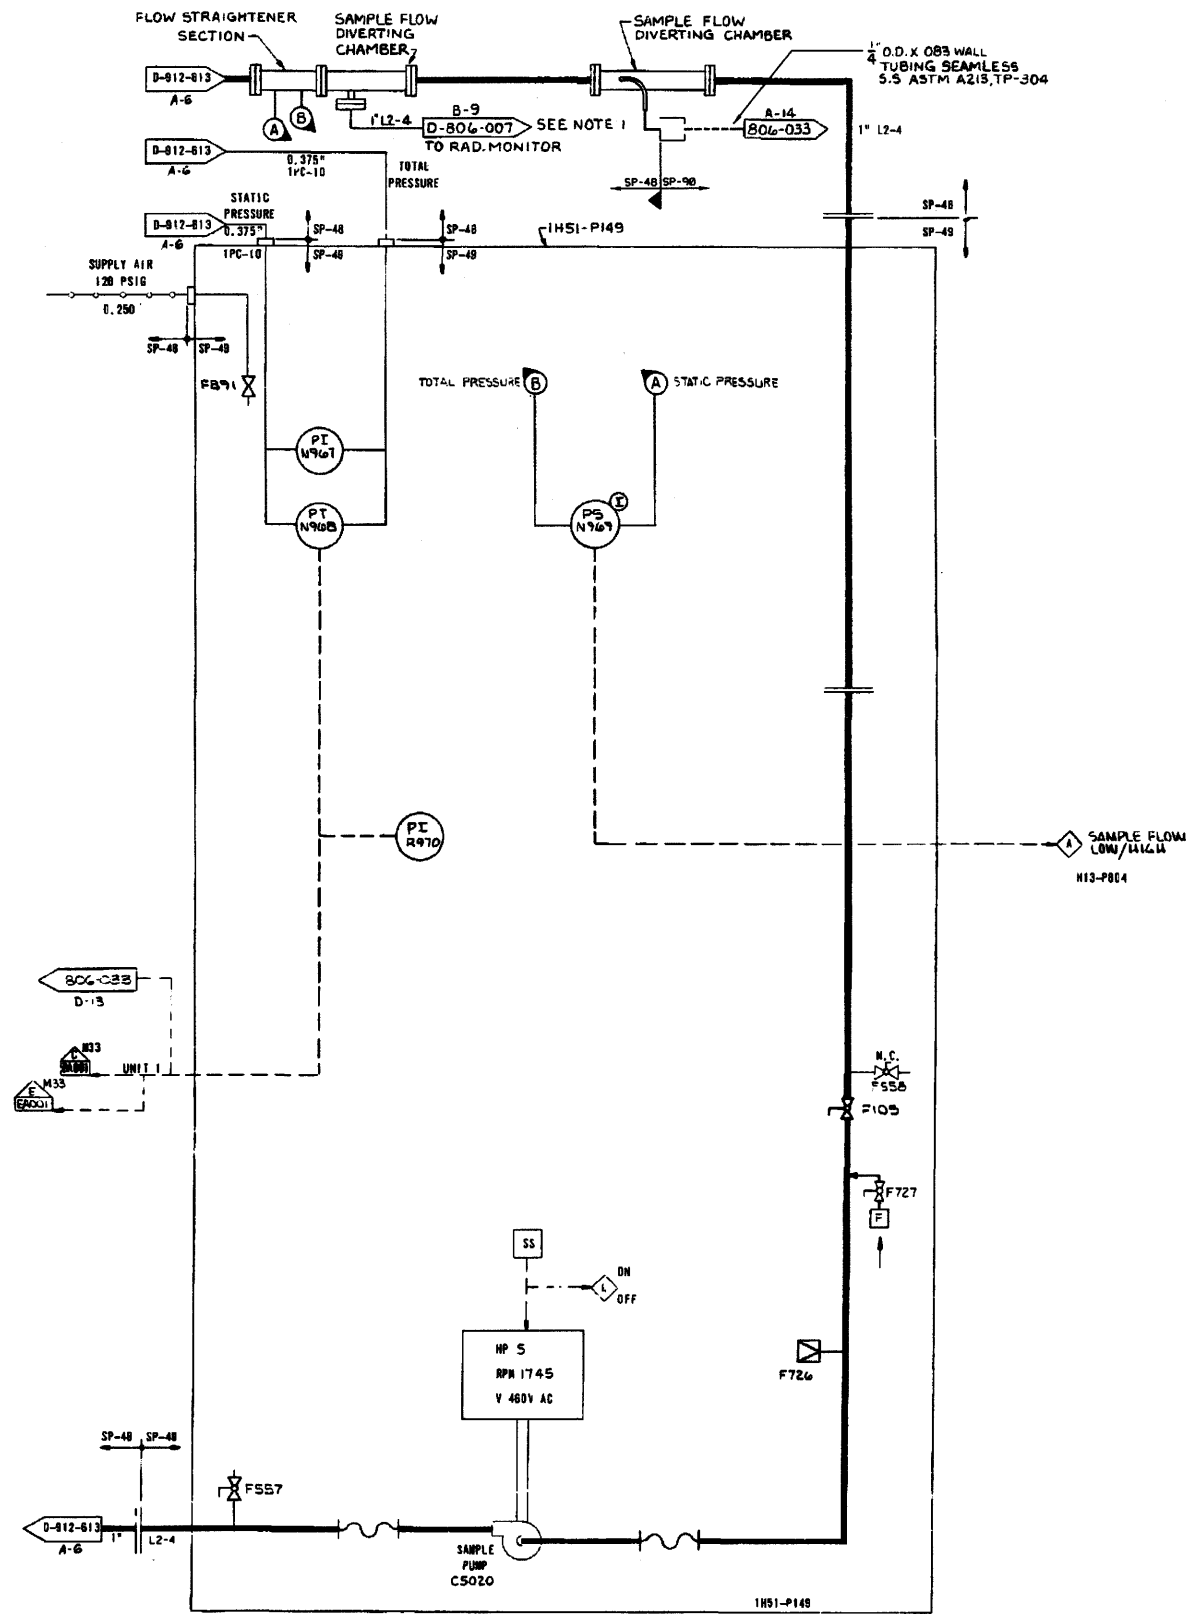 FLOW STRAIGHTENER
SECTION
SAMPLE FLOW
DIVERTING
CHAMBER
SAMPLE FLOW
DIVERTING CHAMBER
1/4" O.D. X 083 WALL
TUBING SEAMLESS
S.S ASTM A213, TP-304
D-912-613
A-6
A
B
1" L2-4
B-9
D-806-007
SEE NOTE 1
TO RAD. MONITOR
A-14
806-033
1" L2-4
D-912-613
A-6
0.375"
1PC-10
TOTAL
PRESSURE
SP-48
SP-90
STATIC
PRESSURE
D-912-613
A-6
0.375"
1PC-10
SP-48
SP-48
SP-48
SP-49
1H51-P149
SP-48
SP-49
SUPPLY AIR
120 PSIG
0.250
SP-48
SP-49
F891
TOTAL PRESSURE
B
A
STATIC PRESSURE
PI
N967
PT
N968
PS
N969
I
PI
R970
A
SAMPLE FLOW
LOW/HIGH
H13-P804
806-033
D-13
C
M33
UNIT 1
E
M33
EA001
N.C.
F558
F105
F727
F
SS
L
ON
OFF
HP 5
RPM 1745
V 460V AC
F726
SP-48
SP-48
F557
D-912-613
A-6
1"
L2-4
SAMPLE
PUMP
C5020
1H51-P149